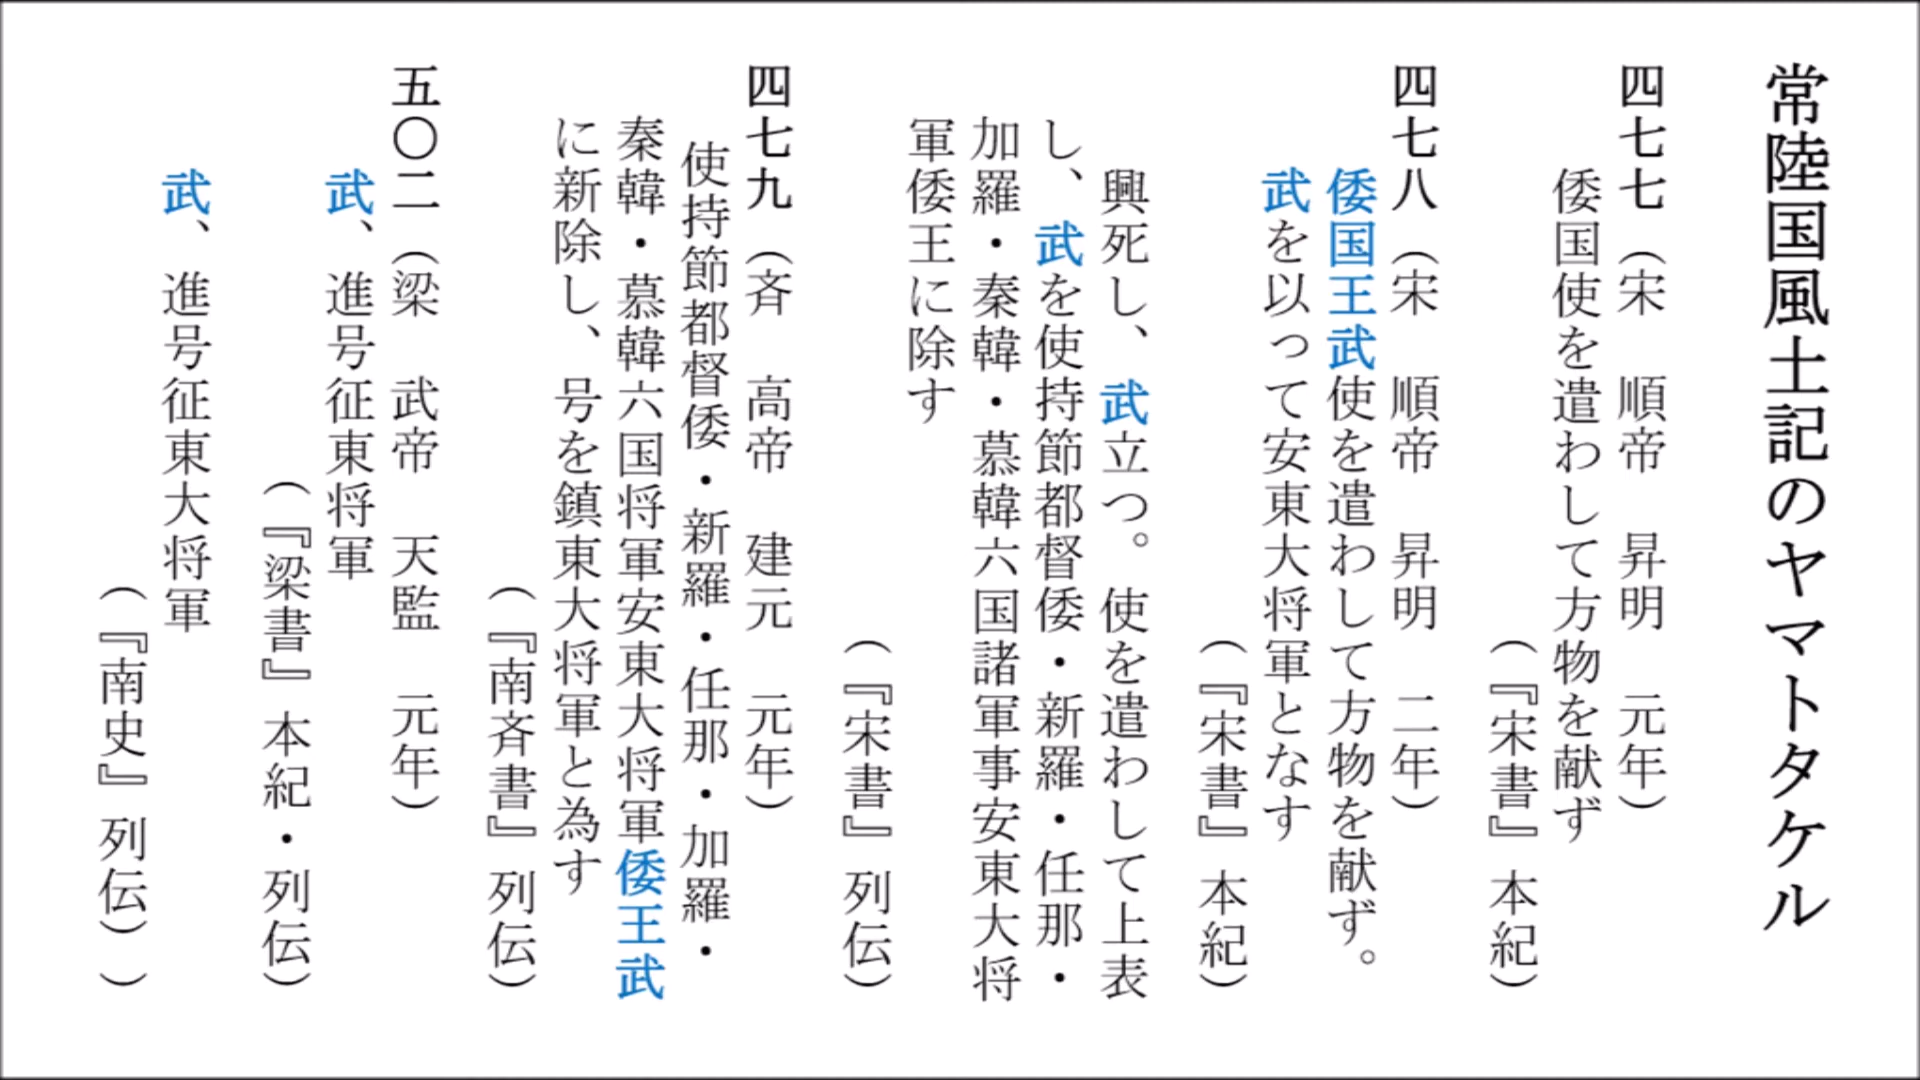 常陸国風土記のヤマトタケル
四七七（宋　順帝　昇明　元年）
倭国使を遣わして方物を献ず
（『宋書』本紀）
四七八（宋　順帝　昇明　二年）
倭国王武使を遣わして方物を献ず。
武を以って安東大将軍となす
（『宋書』本紀）
興死し、武立つ。使を遣わして上表
し、武を使持節都督倭・新羅・任那・
加羅・秦韓・慕韓六国諸軍事安東大将
軍倭王に除す
（『宋書』列伝）
四七九（斉　高帝　建元　元年）
使持節都督倭・新羅・任那・加羅・
秦韓・慕韓六国将軍安東大将軍倭王武
に新除し、号を鎮東大将軍と為す
（『南斉書』列伝）
五〇二（梁　武帝　天監　元年）
武、進号征東将軍
（『梁書』本紀・列伝）
武、進号征東大将軍
（『南史』列伝））